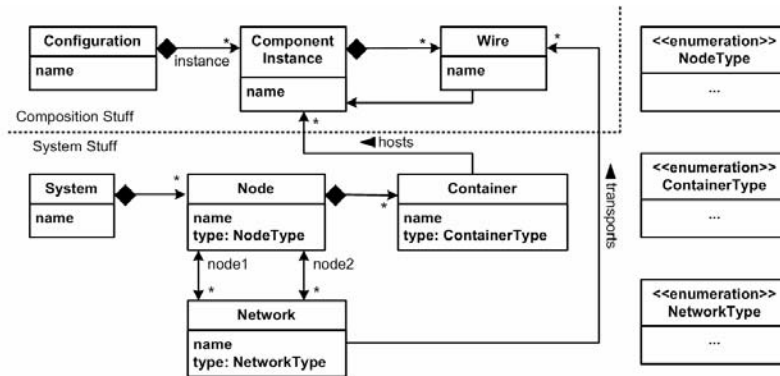 Configuration
name
instance
*
Component
Instance
name
*
*
Wire
name
*
<<enumeration>>
NodeType
...
Composition Stuff
System Stuff
*
hosts
System
name
*
Node
name
type: NodeType
*
Container
name
type: ContainerType
transports
<<enumeration>>
ContainerType
...
node1
node2
*
*
Network
name
type: NetworkType
<<enumeration>>
NetworkType
...